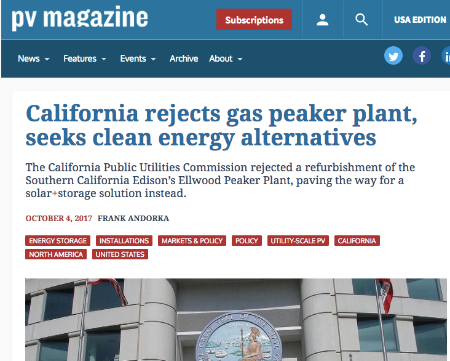 pv magazine
Subscriptions
USA EDITION
News
Features
Events
Archive
About
California rejects gas peaker plant,
seeks clean energy alternatives
The California Public Utilities Commission rejected a refurbishment of the
Southern California Edison's Ellwood Peaker Plant, paving the way for a
solar+storage solution instead.
OCTOBER 4, 2017 FRANK ANDORKA
ENERGY STORAGE INSTALLATIONS MARKETS & POLICY POLICY UTILITY-SCALE PV CALIFORNIA
NORTH AMERICA UNITED STATES